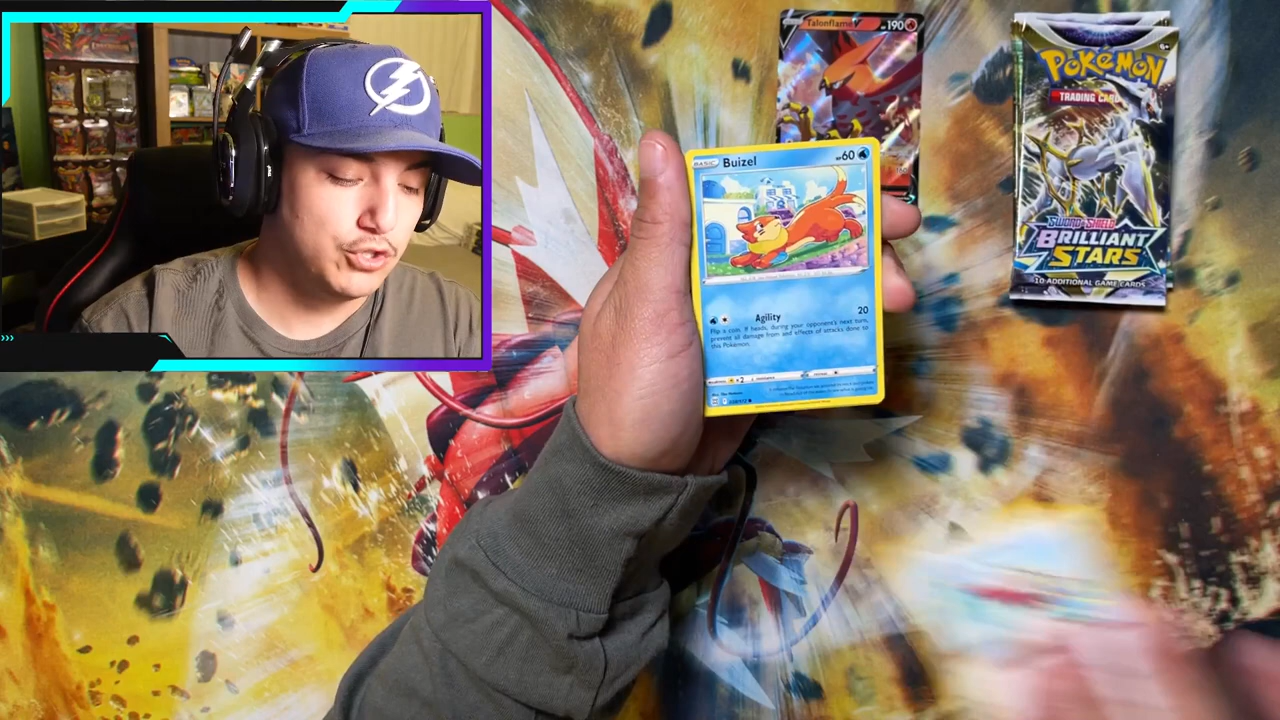 Talonflame V 190
POKéMON
TRADING CARD
SWORD & SHIELD
BRILLIANT
STARS
10 ADDITIONAL GAME CARDS
BASIC Buizel HP 60
Agility 20
Flip a coin. If heads, during your opponent's next turn,
prevent all damage from and effects of attacks done to
this Pokémon.